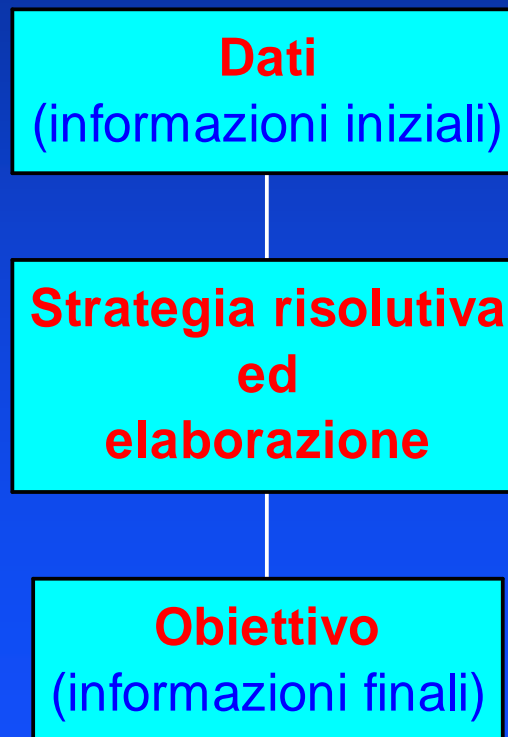 Dati
(informazioni iniziali)
Strategia risolutiva
ed
elaborazione
Obiettivo
(informazioni finali)